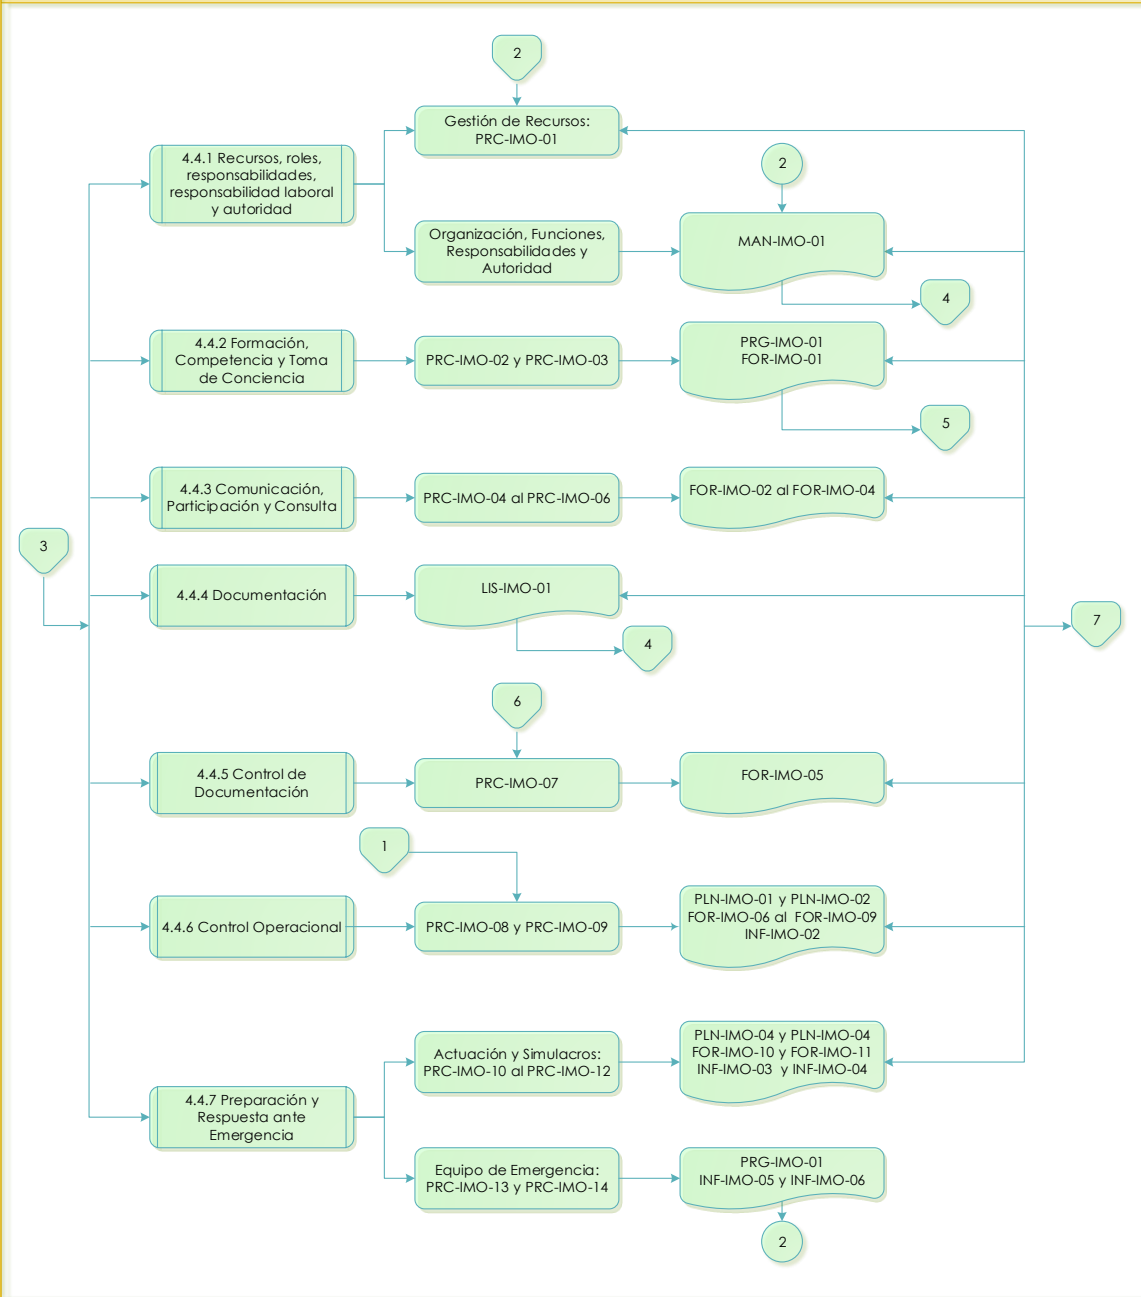 2
Gestión de Recursos:
PRC-IMO-01
4.4.1 Recursos, roles,
responsabilidades,
responsabilidad laboral
y autoridad
2
Organización, Funciones,
Responsabilidades y
Autoridad
MAN-IMO-01
4
4.4.2 Formación,
Competencia y Toma
de Conciencia
PRC-IMO-02 y PRC-IMO-03
PRG-IMO-01
FOR-IMO-01
5
4.4.3 Comunicación,
Participación y Consulta
PRC-IMO-04 al PRC-IMO-06
FOR-IMO-02 al FOR-IMO-04
3
4.4.4 Documentación
LIS-IMO-01
4
7
6
4.4.5 Control de
Documentación
PRC-IMO-07
FOR-IMO-05
1
4.4.6 Control Operacional
PRC-IMO-08 y PRC-IMO-09
PLN-IMO-01 y PLN-IMO-02
FOR-IMO-06 al  FOR-IMO-09
INF-IMO-02
Actuación y Simulacros:
PRC-IMO-10 al PRC-IMO-12
PLN-IMO-04 y PLN-IMO-04
FOR-IMO-10 y FOR-IMO-11
INF-IMO-03  y INF-IMO-04
4.4.7 Preparación y
Respuesta ante
Emergencia
Equipo de Emergencia:
PRC-IMO-13 y PRC-IMO-14
PRG-IMO-01
INF-IMO-05 y INF-IMO-06
2